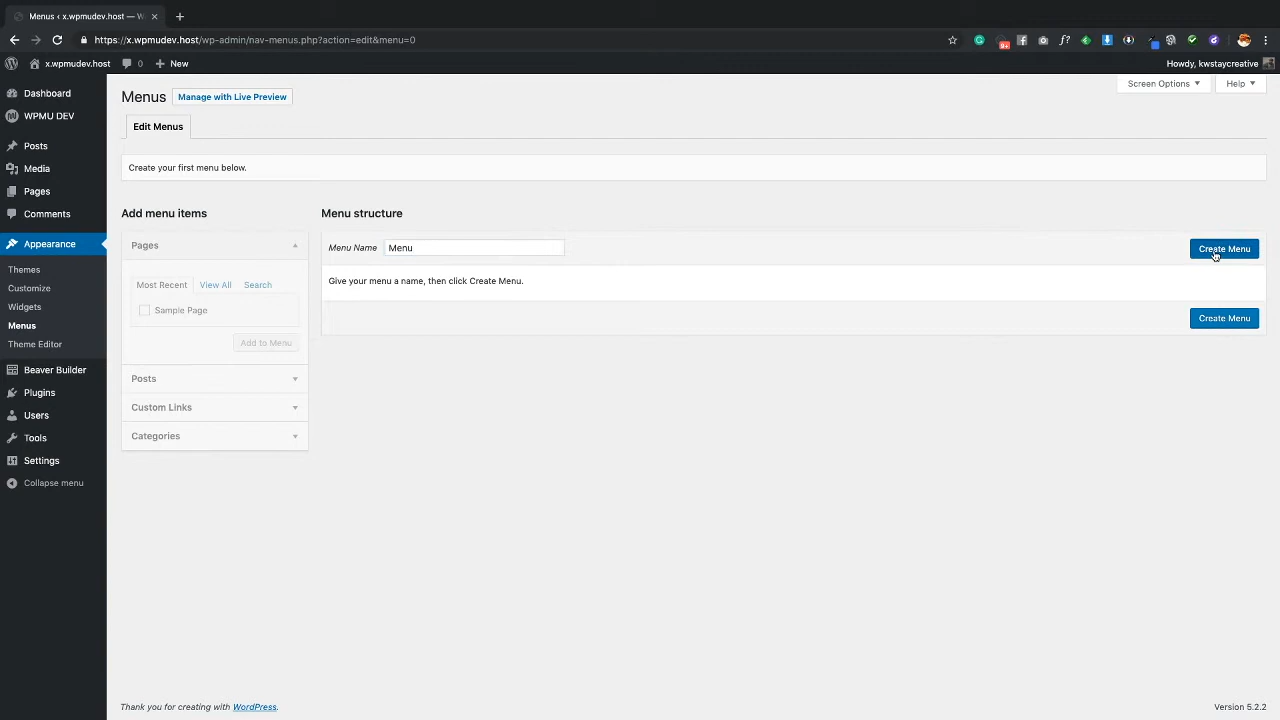 Menus ‹ x.wpmudev.host — W
https://x.wpmudev.host/wp-admin/nav-menus.php?action=edit&menu=0
x.wpmudev.host 0 New
Howdy, kwstaycreative
Dashboard
WPMU DEV
Posts
Media
Pages
Comments
Appearance
Themes
Customize
Widgets
Menus
Theme Editor
Beaver Builder
Plugins
Users
Tools
Settings
Collapse menu
Screen Options
Help
Menus
Manage with Live Preview
Edit Menus
Create your first menu below.
Add menu items
Pages
Most Recent View All Search
Sample Page
Add to Menu
Posts
Custom Links
Categories
Menu structure
Menu Name Menu
Create Menu
Give your menu a name, then click Create Menu.
Create Menu
Thank you for creating with WordPress.
Version 5.2.2